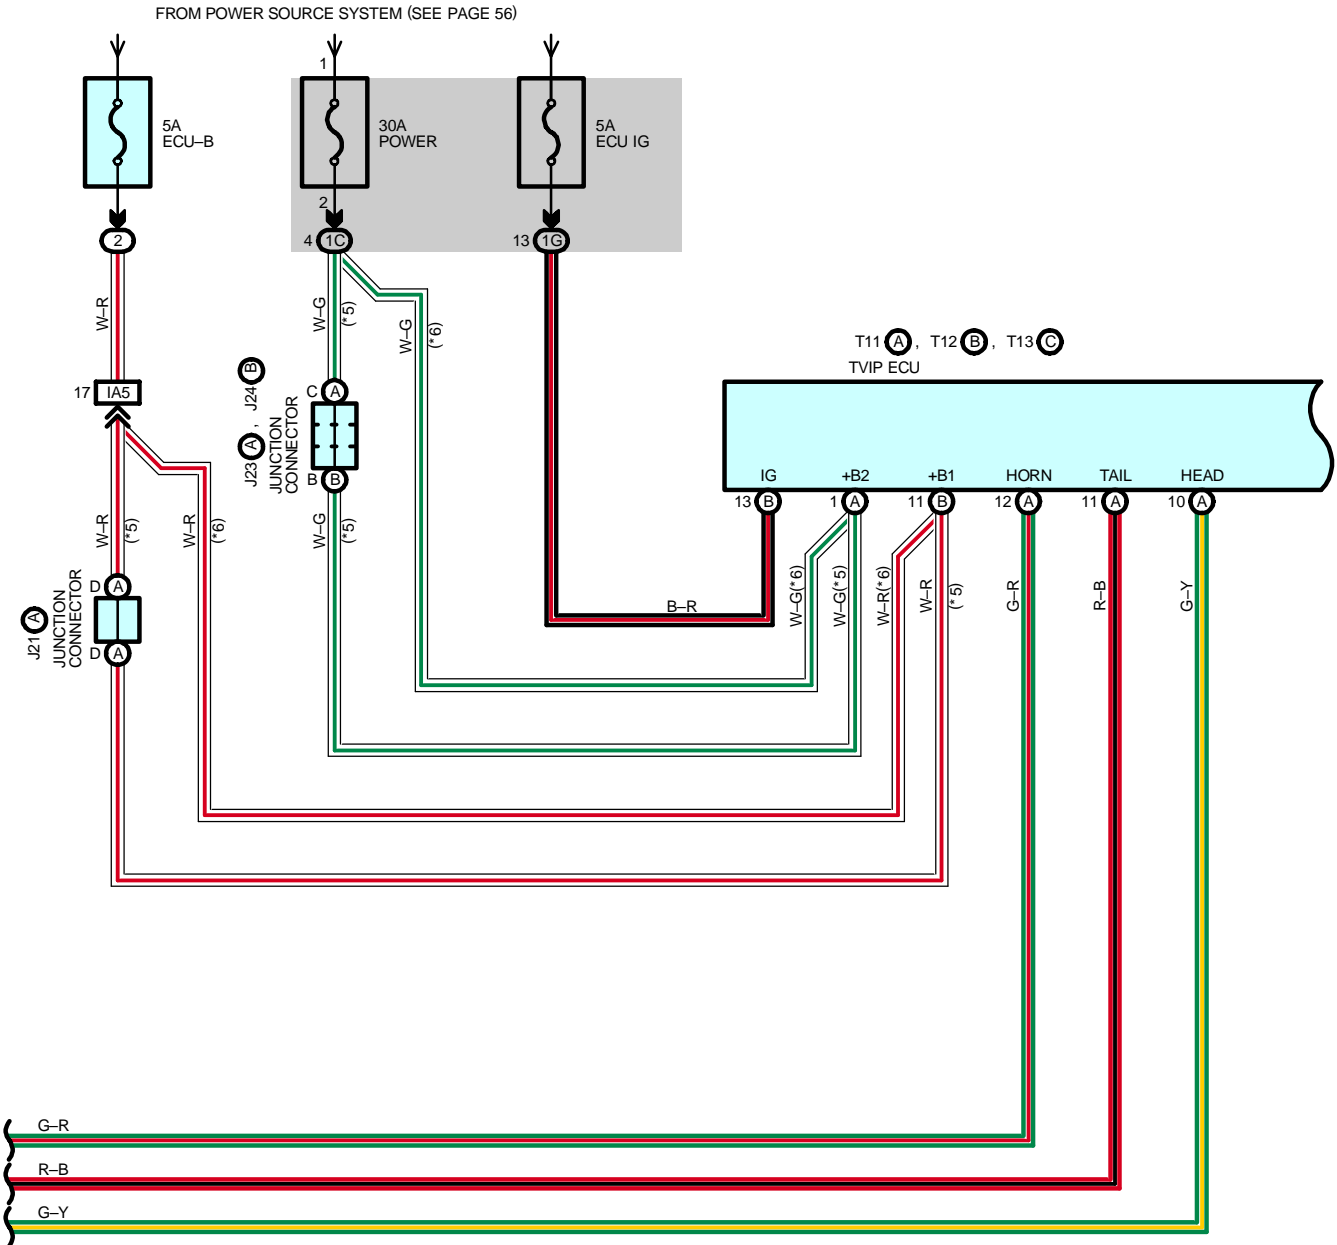 FROM POWER SOURCE SYSTEM (SEE PAGE 56)
1
5A
ECU–B
30A
POWER
5A
ECU IG
2
2
4 1C
13 1G
W–R
W–G
(*5)
W–G
(*6)
T11 A , T12 B , T13 C
TVIP ECU
17 IA5
C A
J23 A , J24 B
JUNCTION
CONNECTOR
B B
IG
+B2
+B1
HORN
TAIL
HEAD
13 B
1 A
11 B
12 A
11 A
10 A
W–R
(*5)
W–R
(*6)
W–G
(*5)
D A
J21 A
JUNCTION
CONNECTOR
D A
B–R
W–G(*6)
W–G(*5)
W–R(*6)
W–R
(*5)
G–R
R–B
G–Y
G–R
R–B
G–Y